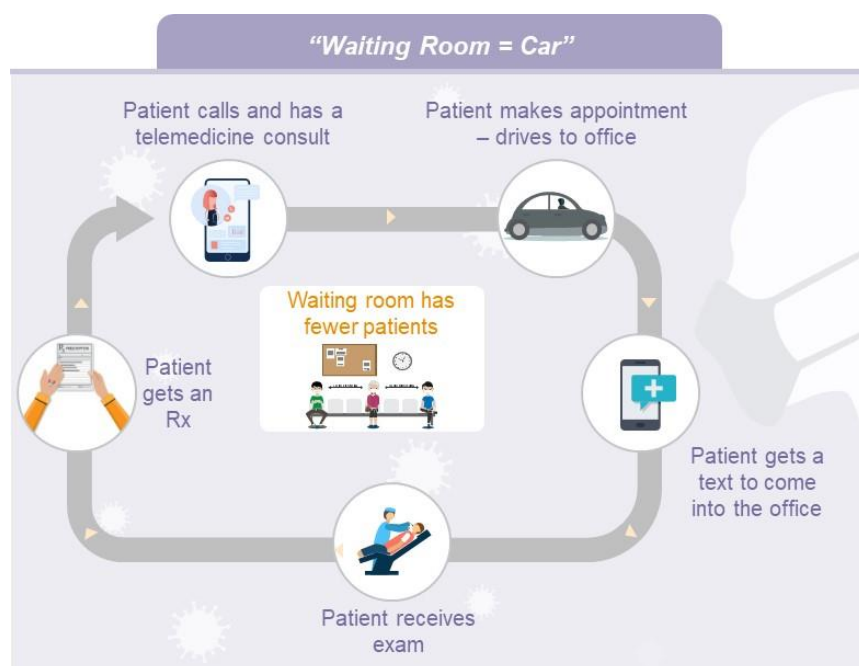 “Waiting Room = Car”
Patient calls and has a
telemedicine consult
Patient makes appointment
– drives to office
Waiting room has
fewer patients
Patient
gets an
Rx
Patient gets a
text to come
into the office
Patient receives
exam